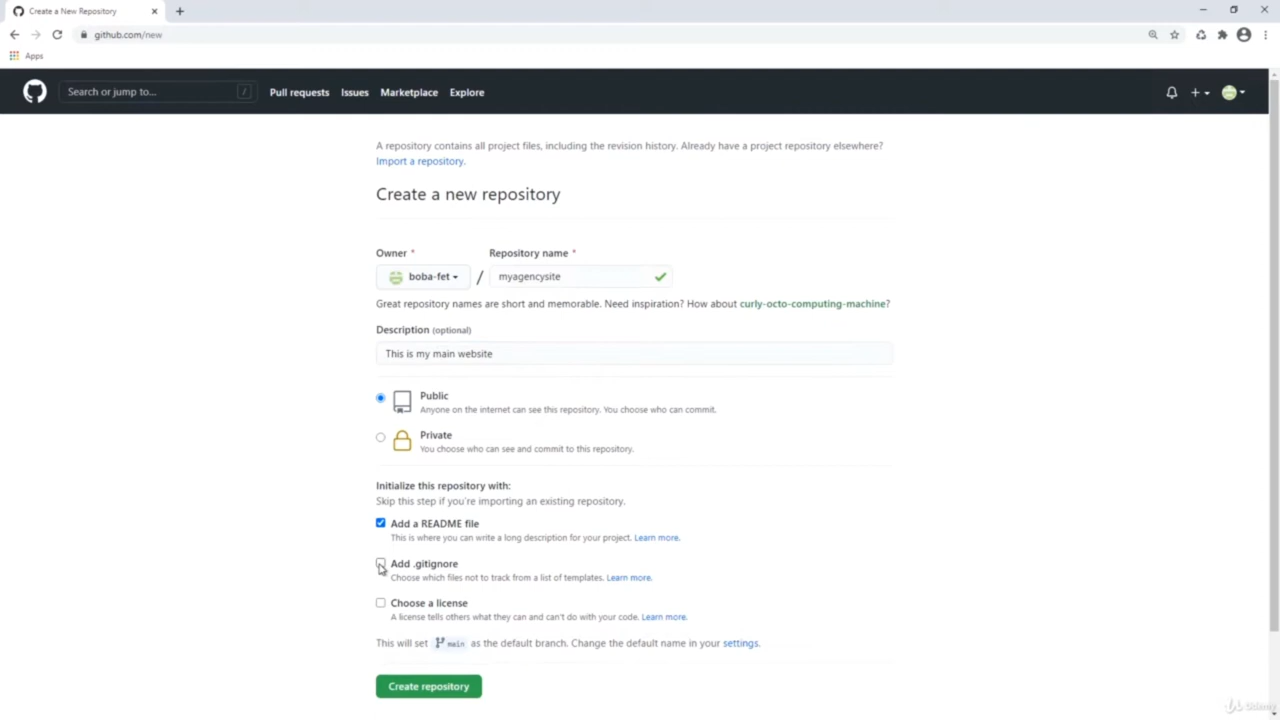 Create a New Repository
github.com/new
Apps
Search or jump to... /
Pull requests Issues Marketplace Explore
A repository contains all project files, including the revision history. Already have a project repository elsewhere?
Import a repository.
Create a new repository
Owner * Repository name *
boba-fet / myagencysite
Great repository names are short and memorable. Need inspiration? How about curly-octo-computing-machine?
Description (optional)
This is my main website
Public
Anyone on the internet can see this repository. You choose who can commit.
Private
You choose who can see and commit to this repository.
Initialize this repository with:
Skip this step if you're importing an existing repository.
Add a README file
This is where you can write a long description for your project. Learn more.
Add .gitignore
Choose which files not to track from a list of templates. Learn more.
Choose a license
A license tells others what they can and can't do with your code. Learn more.
This will set main as the default branch. Change the default name in your settings.
Create repository
Udemy